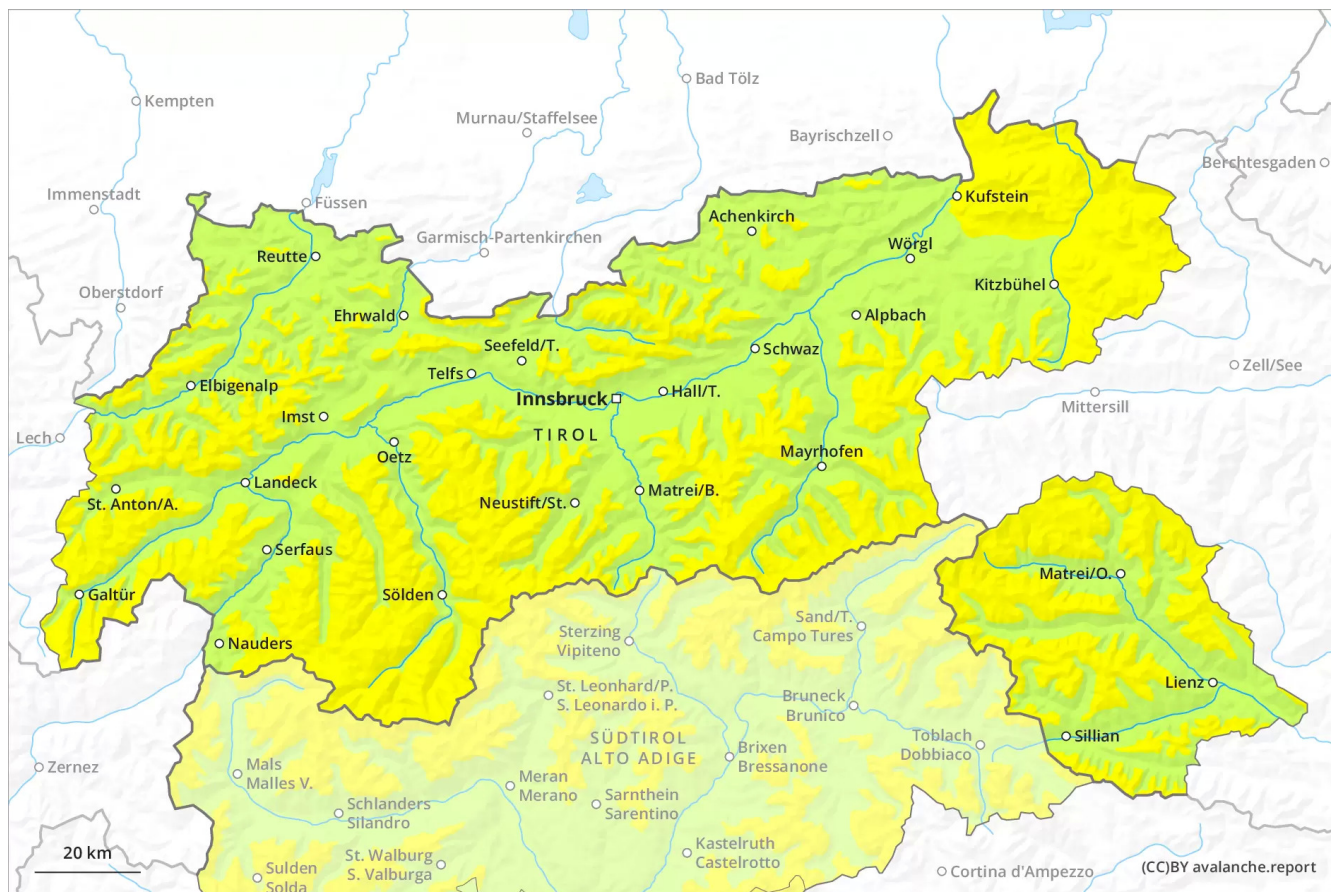 Kempten
Bad Tölz
Murnau/Staffelsee
Bayrischzell
Berchtesgaden
Immenstadt
Füssen
Kufstein
Achenkirch
Garmisch-Partenkirchen
Wörgl
Reutte
Oberstdorf
Kitzbühel
Ehrwald
Alpbach
Seefeld/T.
Schwaz
Zell/See
Telfs
Elbigenalp
Hall/T.
Innsbruck
Mittersill
Imst
Lech
TIROL
Oetz
Mayrhofen
Landeck
Matrei/B.
St. Anton/A.
Neustift/St.
Serfaus
Matrei/O.
Galtür
Sölden
Sand/T.
Campo Tures
Sterzing
Vipiteno
Nauders
Lienz
St. Leonhard/P.
S. Leonardo i. P.
Bruneck
Brunico
Sillian
SÜDTIROL
ALTO ADIGE
Toblach
Dobbiaco
Brixen
Bressanone
Zernez
Mals
Malles V.
Meran
Merano
Schlanders
Silandro
Sarnthein
Sarentino
Kastelruth
Castelrotto
20 km
St. Walburg
S. Valburga
Sulden
Solda
Cortina d'Ampezzo
(CC)BY avalanche.report